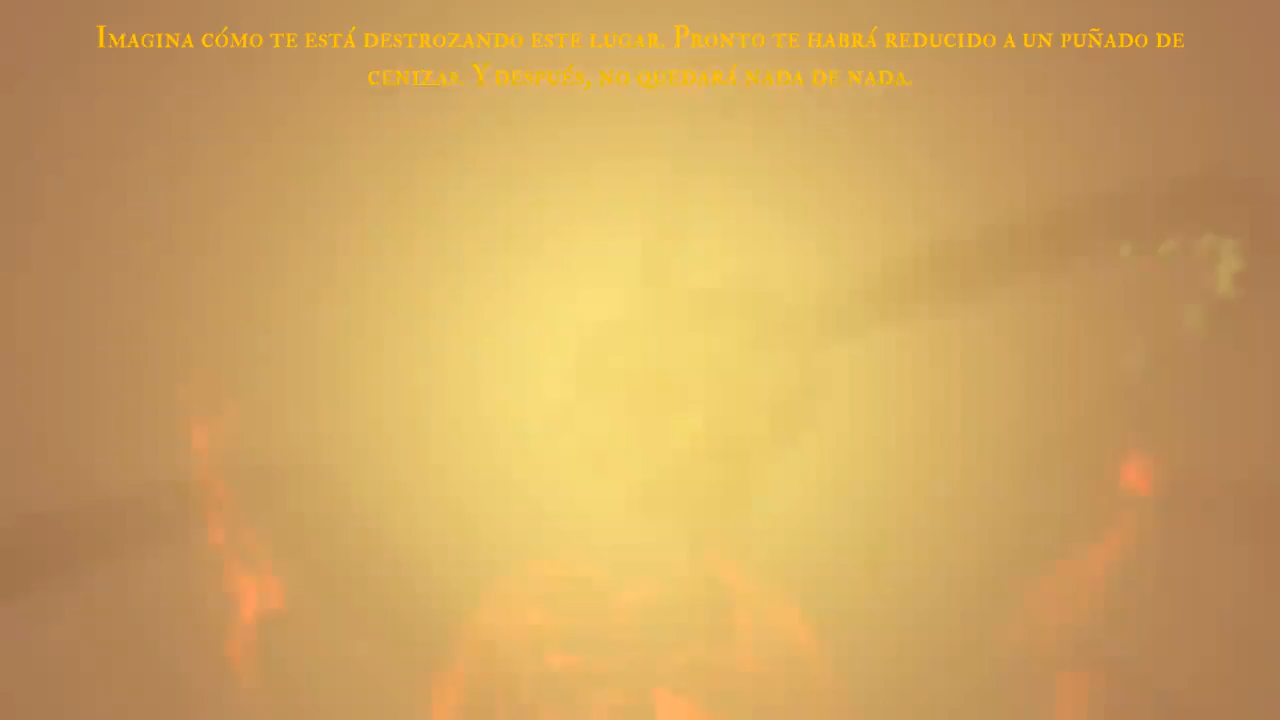 Imagina cómo te está destrozando este lugar. Pronto te habrá reducido a un puñado de
cenizas. Y después, no quedará nada de nada.